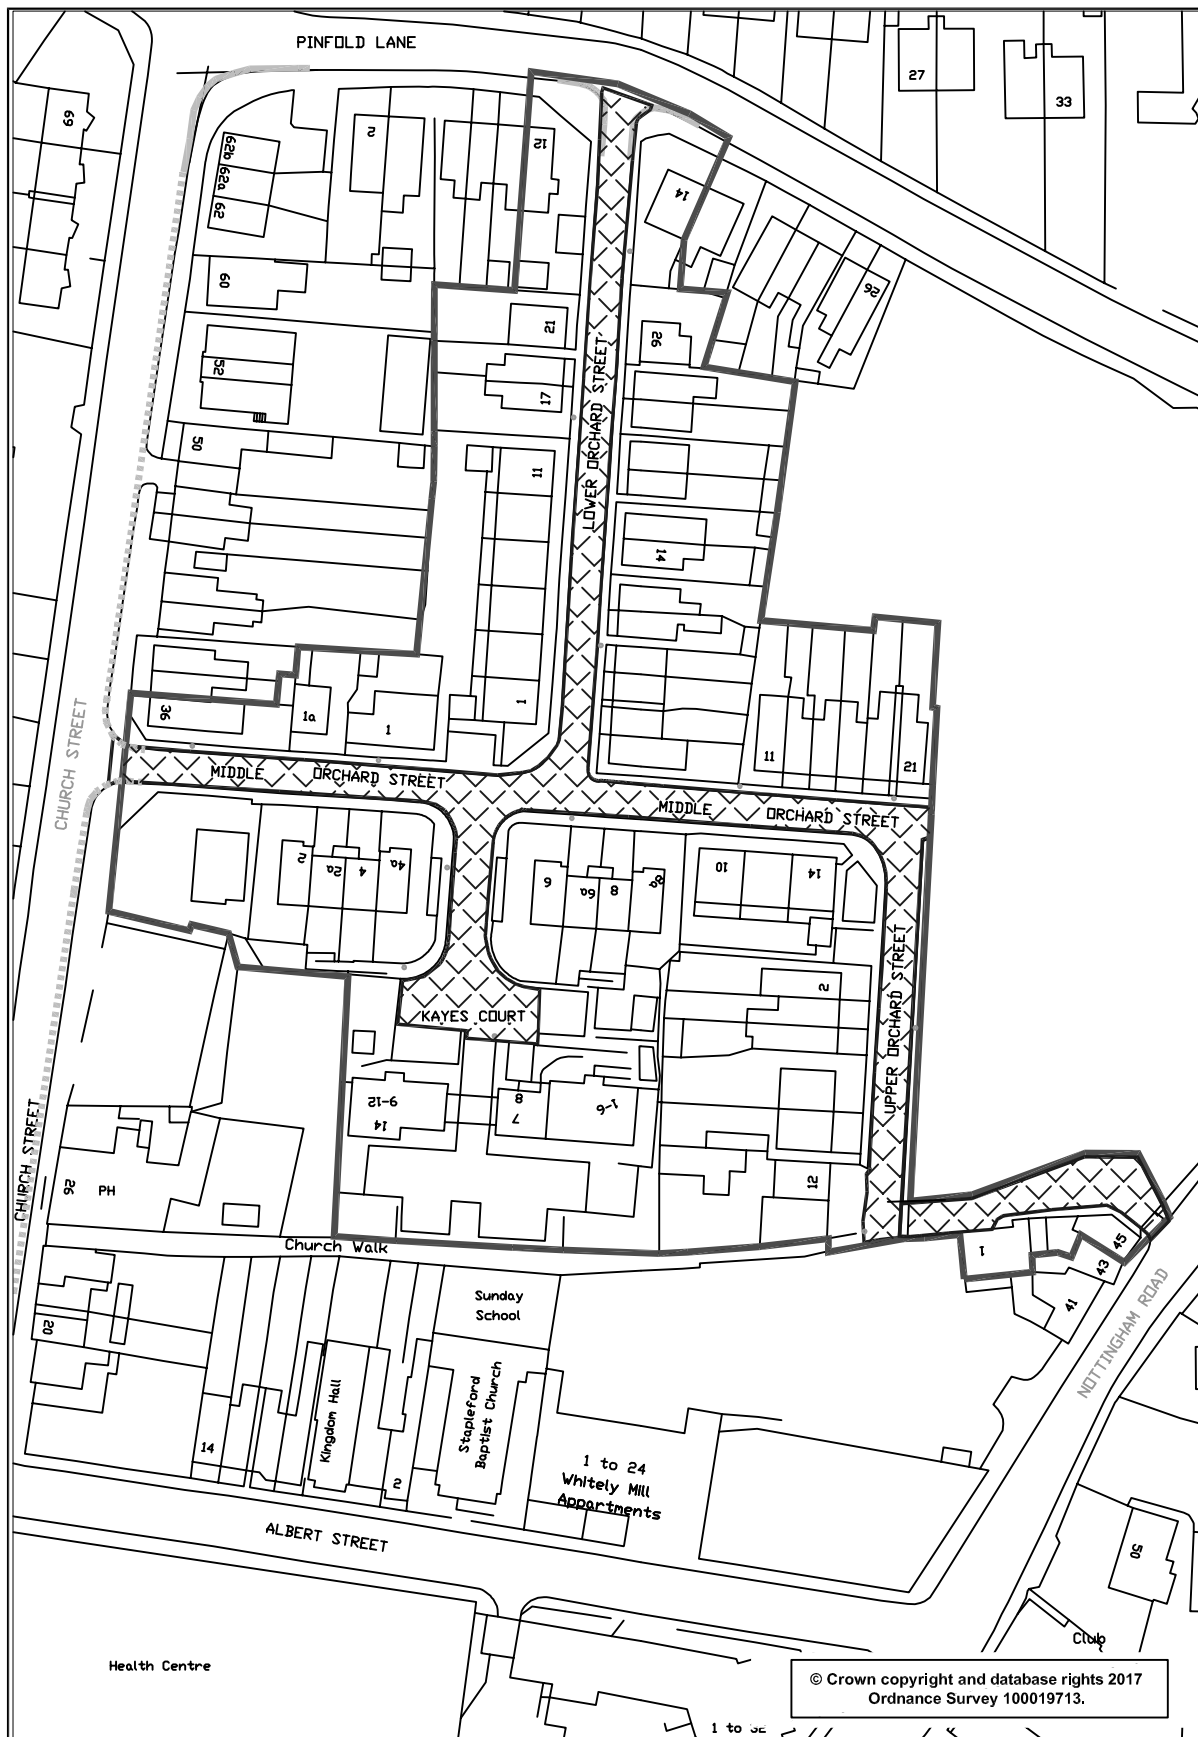 PINFOLD LANE
27
33
69
62b
62a
62
2
12
14
60
26
21
26
52
17
LOWER ORCHARD STREET
50
11
14
36
1a
1
1
11
21
CHURCH STREET
MIDDLE ORCHARD STREET
MIDDLE ORCHARD STREET
2
2a
4
4a
6
6a
8
8a
10
14
UPPER ORCHARD STREET
2
KAYES COURT
9-12
14
8
7
1-6
12
CHURCH STREET
26
PH
Church Walk
1
45
43
41
NOTTINGHAM ROAD
Sunday
School
20
Kingdom Hall
Stapleford
Baptist Church
14
2
1 to 24
Whitely Mill
Appartments
ALBERT STREET
50
Club
Health Centre
© Crown copyright and database rights 2017
Ordnance Survey 100019713.
1 to